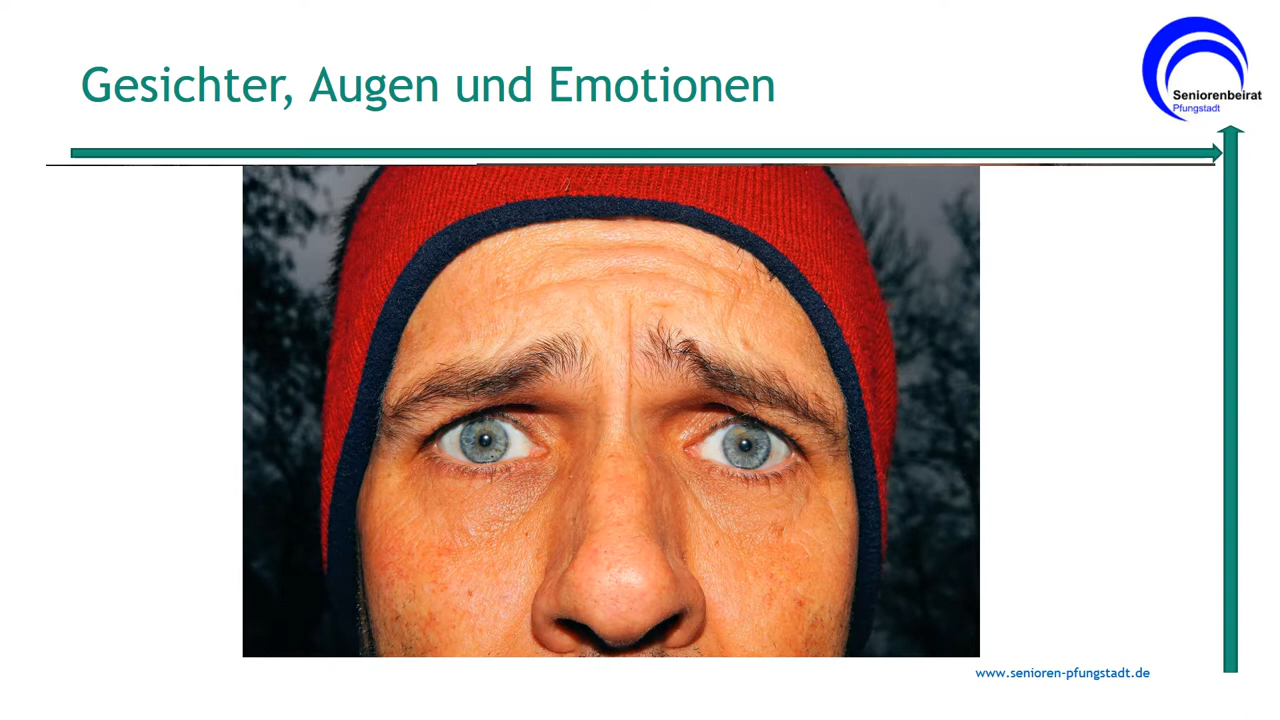 Gesichter, Augen und Emotionen
Seniorenbeirat
Pfungstadt
www.senioren-pfungstadt.de